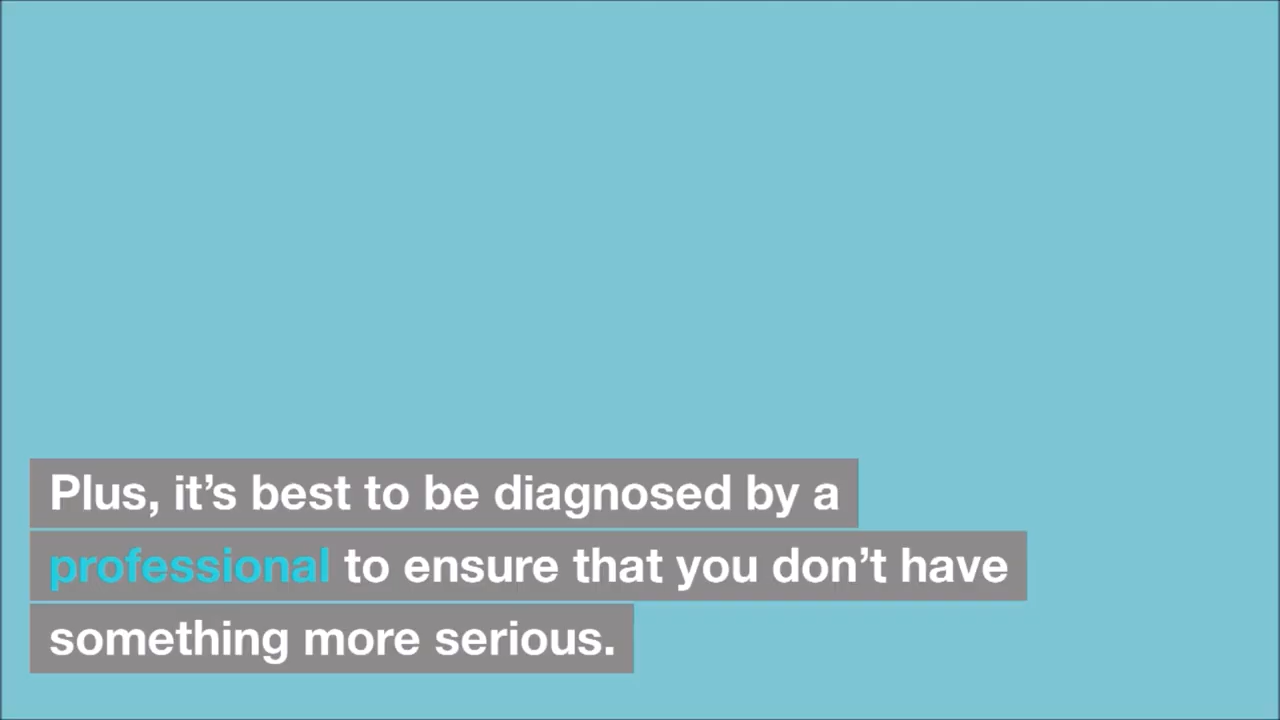 Plus, it’s best to be diagnosed by a
professional to ensure that you don’t have
something more serious.